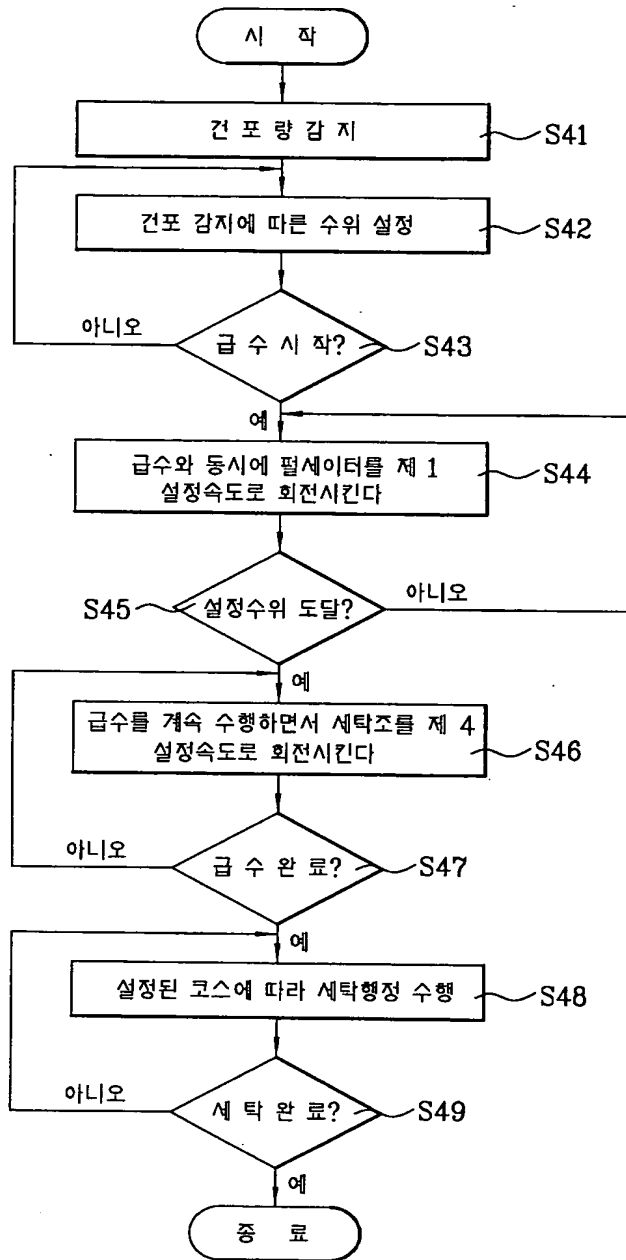 시 작
건 포 량 감 지
S41
건포 감지에 따른 수위 설정
S42
아니오
급 수 시 작?
S43
예
급수와 동시에 펄세이터를 제 1
설정속도로 회전시킨다
S44
S45
설정수위 도달?
아니오
예
급수를 계속 수행하면서 세탁조를 제 4
설정속도로 회전시킨다
S46
아니오
급 수 완 료?
S47
예
설정된 코스에 따라 세탁행정 수행
S48
아니오
세 탁 완 료?
S49
예
종 료